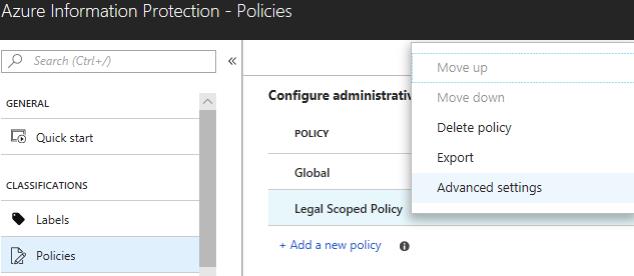 Azure Information Protection - Policies
Search (Ctrl+/)
«
GENERAL
Quick start
CLASSIFICATIONS
Labels
Policies
Configure administrativ
POLICY
Global
Legal Scoped Policy
+ Add a new policy
Move up
Move down
Delete policy
Export
Advanced settings